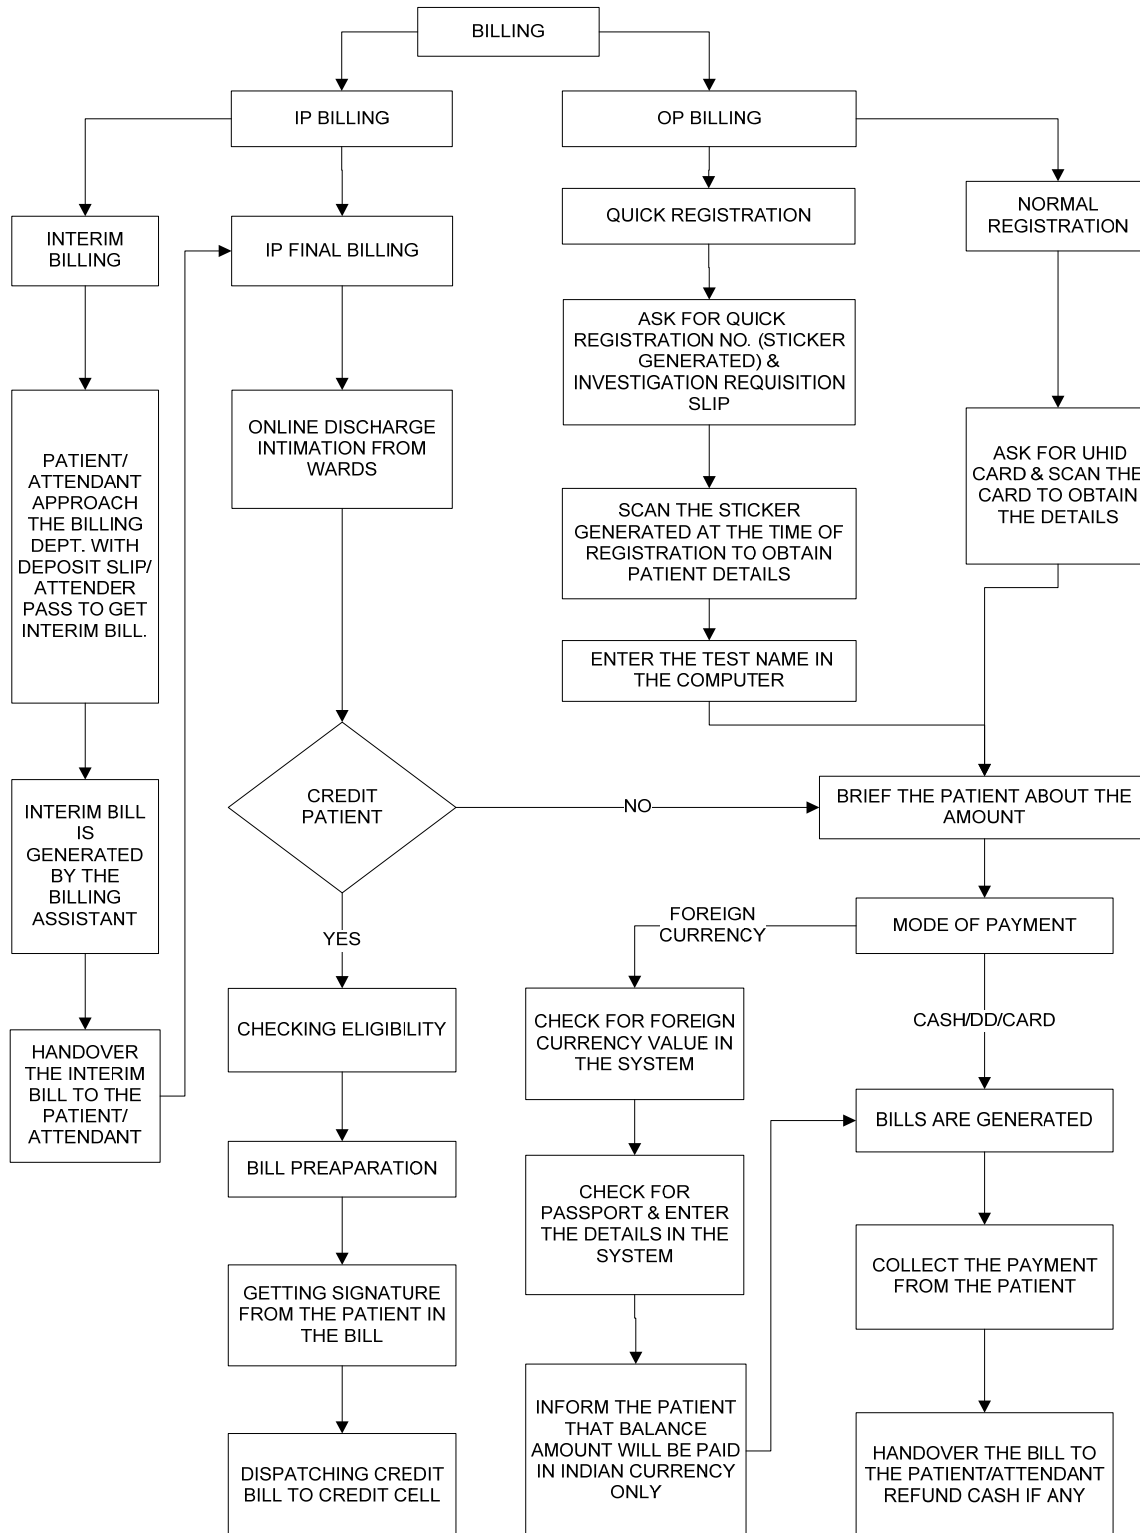 BILLING
IP BILLING
OP BILLING
INTERIM
BILLING
IP FINAL BILLING
QUICK REGISTRATION
NORMAL
REGISTRATION
ASK FOR QUICK
REGISTRATION NO. (STICKER
GENERATED) &
INVESTIGATION REQUISITION
SLIP
PATIENT/
ATTENDANT
APPROACH
THE BILLING
DEPT. WITH
DEPOSIT SLIP/
ATTENDER
PASS TO GET
INTERIM BILL.
ONLINE DISCHARGE
INTIMATION FROM
WARDS
ASK FOR UHID
CARD & SCAN THE
CARD TO OBTAIN
THE DETAILS
SCAN THE STICKER
GENERATED AT THE TIME OF
REGISTRATION TO OBTAIN
PATIENT DETAILS
ENTER THE TEST NAME IN
THE COMPUTER
INTERIM BILL
IS
GENERATED
BY THE
BILLING
ASSISTANT
CREDIT
PATIENT
NO
BRIEF THE PATIENT ABOUT THE
AMOUNT
YES
FOREIGN
CURRENCY
MODE OF PAYMENT
HANDOVER
THE INTERIM
BILL TO THE
PATIENT/
ATTENDANT
CHECKING ELIGIBILITY
CHECK FOR FOREIGN
CURRENCY VALUE IN
THE SYSTEM
CASH/DD/CARD
BILLS ARE GENERATED
BILL PREAPARATION
CHECK FOR
PASSPORT & ENTER
THE DETAILS IN THE
SYSTEM
COLLECT THE PAYMENT
FROM THE PATIENT
GETTING SIGNATURE
FROM THE PATIENT IN
THE BILL
INFORM THE PATIENT
THAT BALANCE
AMOUNT WILL BE PAID
IN INDIAN CURRENCY
ONLY
DISPATCHING CREDIT
BILL TO CREDIT CELL
HANDOVER THE BILL TO
THE PATIENT/ATTENDANT
REFUND CASH IF ANY